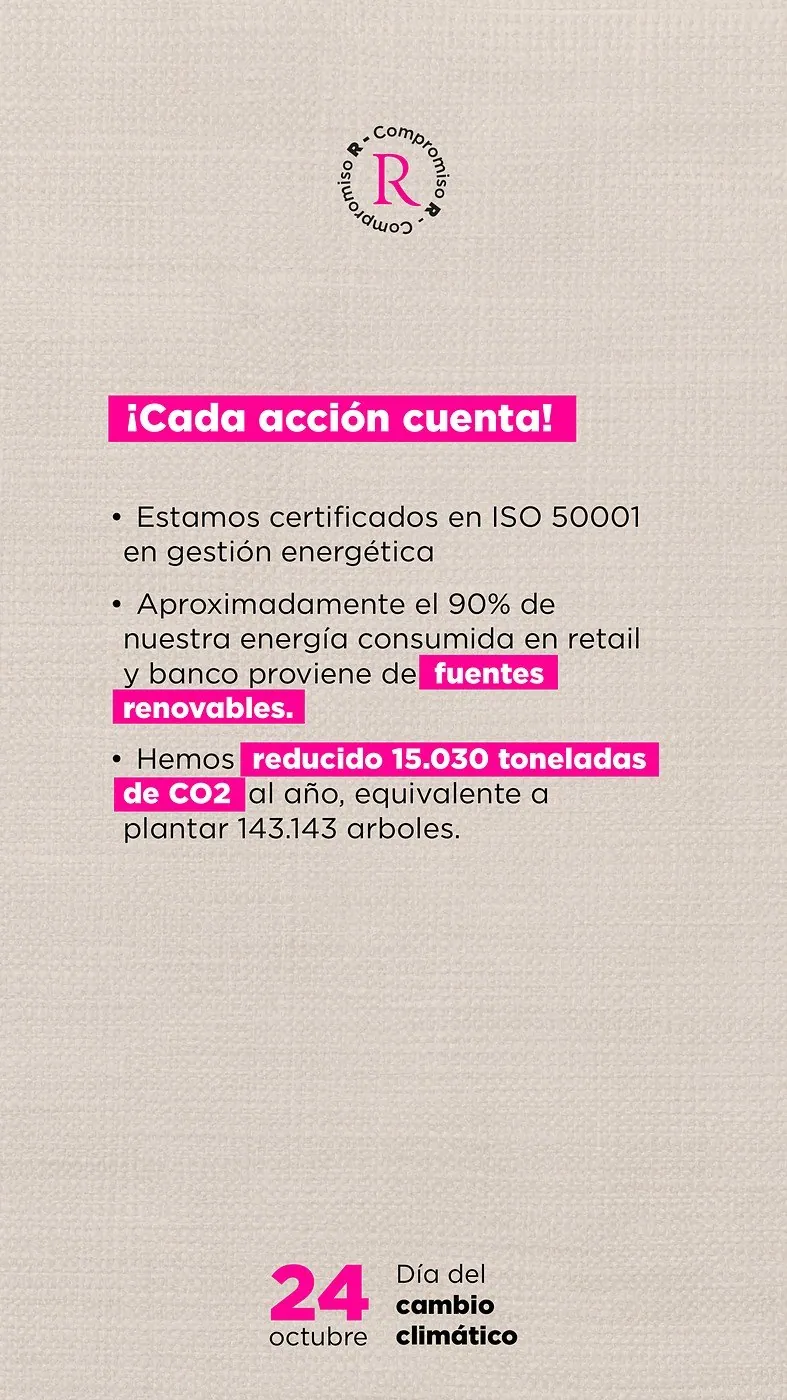 Compromiso R - Compromiso R -
R
¡Cada acción cuenta!
• Estamos certificados en ISO 50001
en gestión energética
• Aproximadamente el 90% de
nuestra energía consumida en retail
y banco proviene de fuentes
renovables.
• Hemos reducido 15.030 toneladas
de CO2 al año, equivalente a
plantar 143.143 arboles.
24
octubre
Día del
cambio
climático